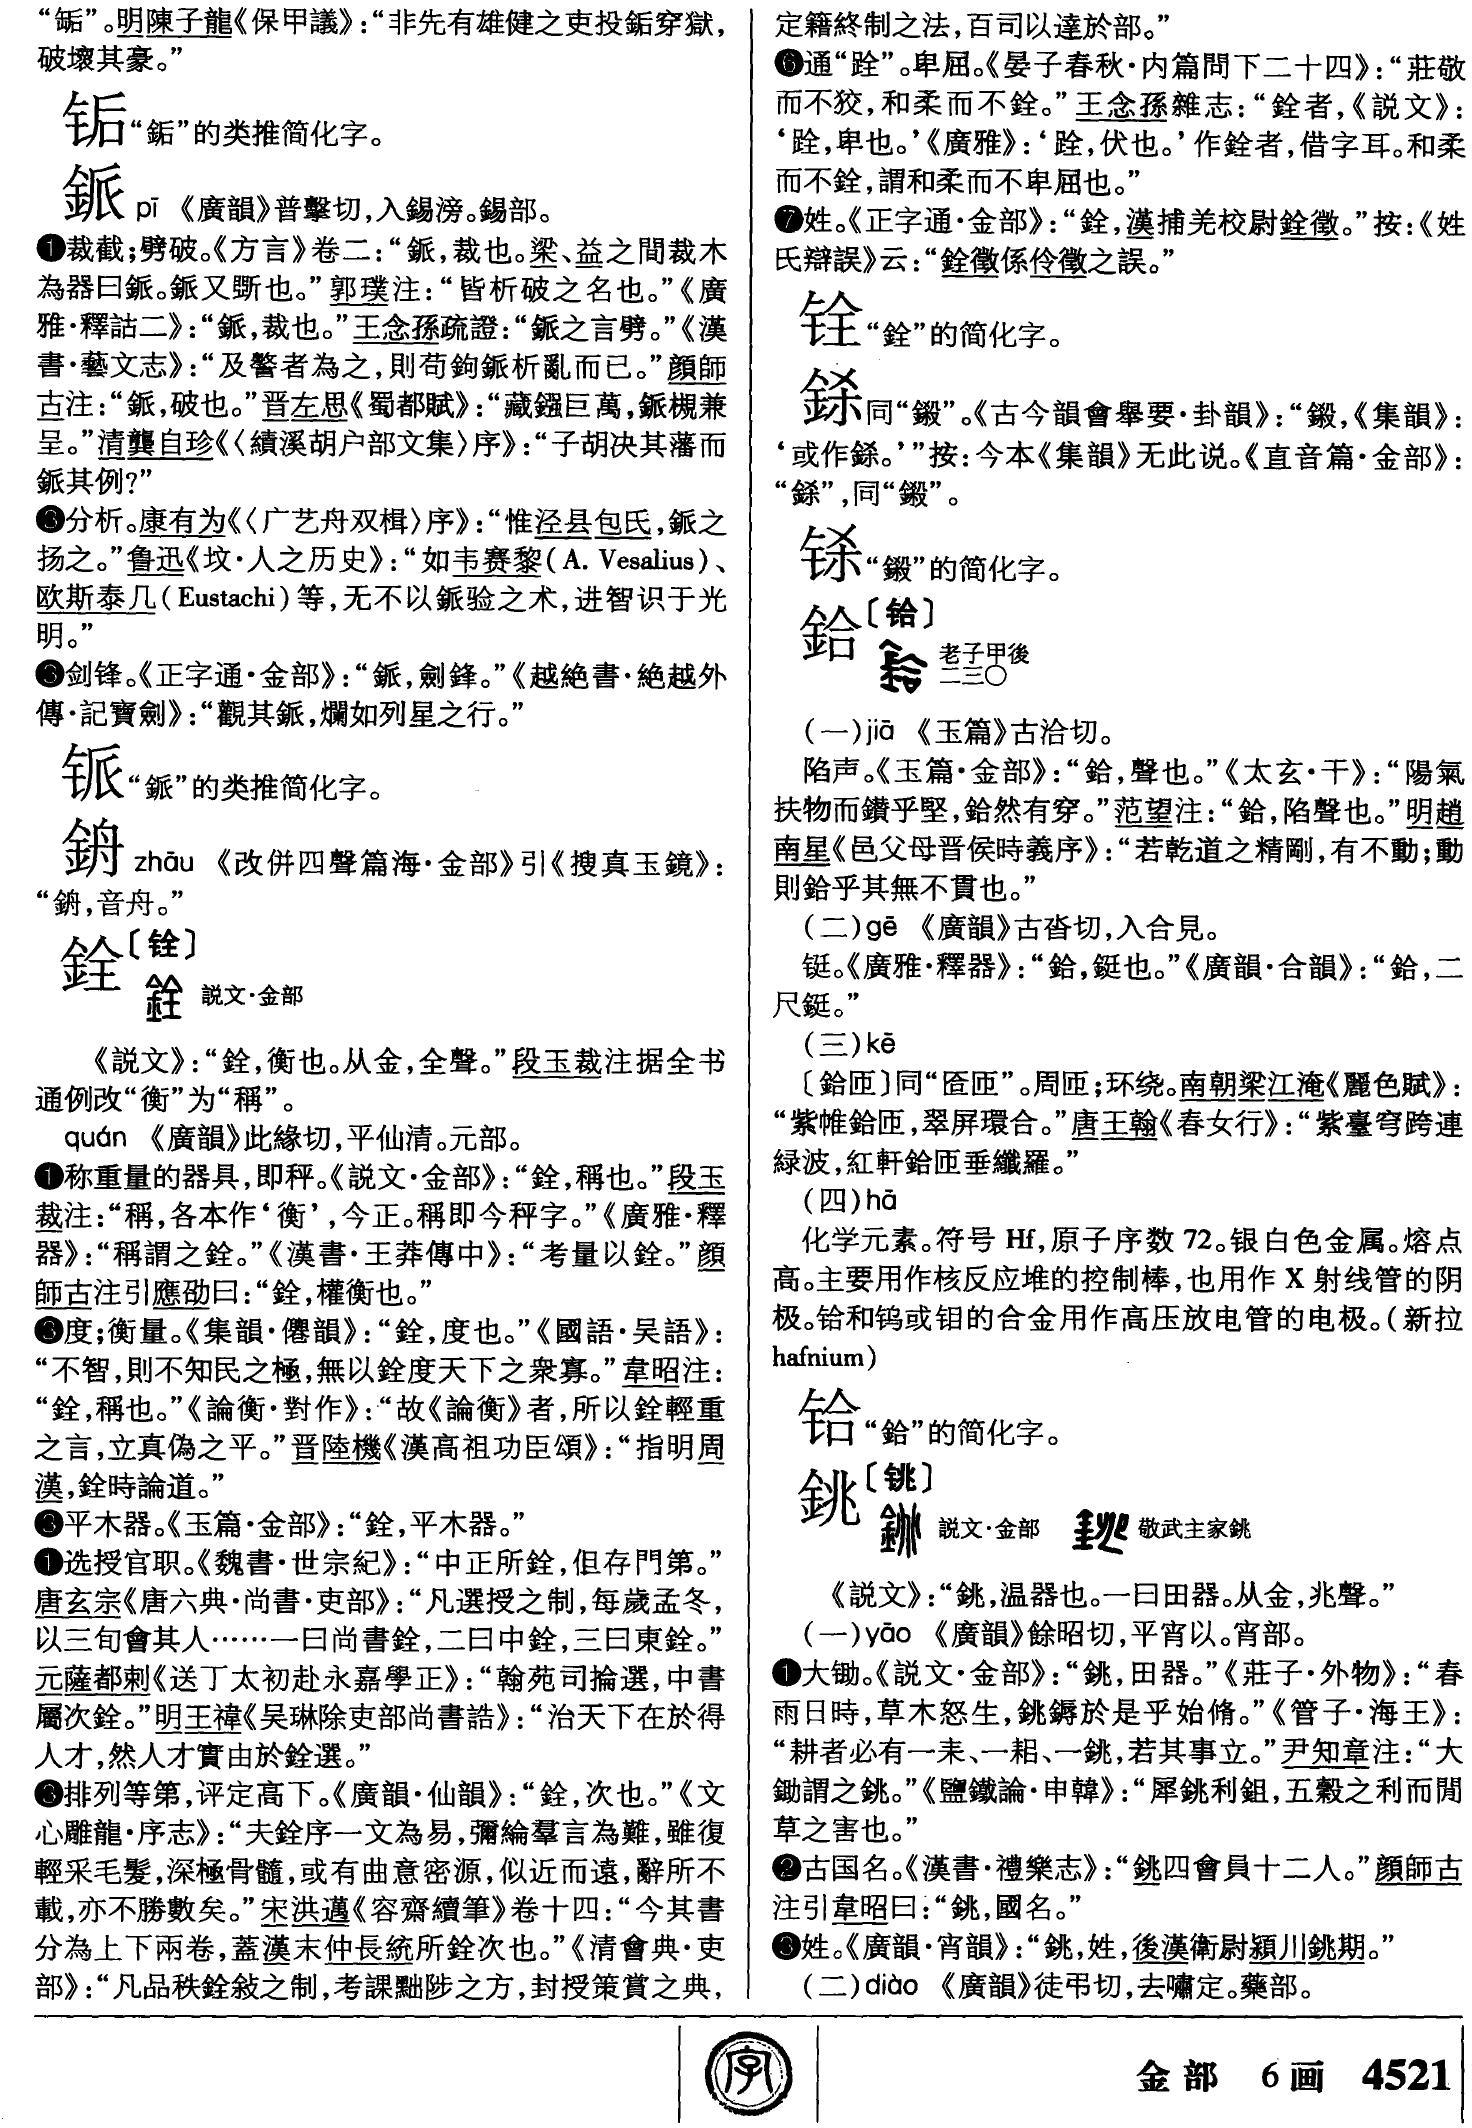 “缿”。明陳子龍《保甲議》：“非先有雄健之吏投銗穿獄，
破壞其豪。”
𬭁“銗”的类推简化字。
鈲 pī 《廣韻》普擊切，入錫滂。錫部。
❶裁截；劈破。《方言》卷二：“鈲，裁也。梁、益之間裁木
為器曰鈲。鈲又斲也。”郭璞注：“皆析破之名也。”《廣
雅·釋詁二》：“鈲，裁也。”王念孫疏證：“鈲之言劈。”《漢
書·藝文志》：“及警者為之，則苟鉤鈲析亂而已。”顔師
古注：“鈲，破也。”晋左思《蜀都賦》：“藏鏹巨萬，鈲槻兼
呈。”清龔自珍《〈績溪胡户部文集〉序》：“子胡决其藩而
鈲其例？”
❸分析。康有为《〈广艺舟双楫〉序》：“惟泾县包氏，鈲之
扬之。”鲁迅《坟·人之历史》：“如韦赛黎（A. Vesalius）、
欧斯泰几（Eustachi）等，无不以鈲验之术，进智识于光
明。”
❸剑锋。《正字通·金部》：“鈲，劍鋒。”《越絶書·絶越外
傳·記寶劍》：“觀其鈲，爛如列星之行。”
“鈲”的类推简化字。
zhāu 《改併四聲篇海·金部》引《搜真玉鏡》：
“，音舟。”
銓〔铨〕
説文·金部
《説文》：“銓，衡也。从金，全聲。”段玉裁注据全书
通例改“衡”为“稱”。
quán 《廣韻》此緣切，平仙清。元部。
❶称重量的器具，即秤。《説文·金部》：“銓，稱也。”段玉
裁注：“稱，各本作‘衡’，今正。稱即今秤字。”《廣雅·釋
器》：“稱謂之銓。”《漢書·王莽傳中》：“考量以銓。”顔
師古注引應劭曰：“銓，權衡也。”
❸度；衡量。《集韻·僊韻》：“銓，度也。”《國語·吴語》：
“不智，則不知民之極，無以銓度天下之衆寡。”韋昭注：
“銓，稱也。”《論衡·對作》：“故《論衡》者，所以銓輕重
之言，立真偽之平。”晋陸機《漢高祖功臣頌》：“指明周
漢，銓時論道。”
❸平木器。《玉篇·金部》：“銓，平木器。”
❶选授官职。《魏書·世宗紀》：“中正所銓，但存門第。”
唐玄宗《唐六典·尚書·吏部》：“凡選授之制，每歲孟冬，
以三旬會其人……一曰尚書銓，二曰中銓，三曰東銓。”
元薩都剌《送丁太初赴永嘉學正》：“翰苑司掄選，中書
屬次銓。”明王禕《吴琳除吏部尚書誥》：“治天下在於得
人才，然人才實由於銓選。”
❸排列等第，评定高下。《廣韻·仙韻》：“銓，次也。”《文
心雕龍·序志》：“夫銓序一文為易，彌綸羣言為難，雖復
輕采毛髮，深極骨髓，或有曲意密源，似近而遠，辭所不
載，亦不勝數矣。”宋洪邁《容齋續筆》卷十四：“今其書
分為上下兩卷，蓋漢末仲長統所銓次也。”《清會典·吏
部》：“凡品秩銓敍之制，考課黜陟之方，封授策賞之典，
定籍終制之法，百司以達於部。”
❻通“跧”。卑屈。《晏子春秋·内篇問下二十四》：“莊敬
而不狡，和柔而不銓。”王念孫雜志：“銓者，《説文》：
‘跧，卑也。’《廣雅》：‘跧，伏也。’作銓者，借字耳。和柔
而不銓，謂和柔而不卑屈也。”
❼姓。《正字通·金部》：“銓，漢捕羌校尉銓徵。”按：《姓
氏辯誤》云：“銓徵係伶徵之誤。”
铨“銓”的简化字。
鎩同“鎩”。《古今韻會舉要·卦韻》：“鎩，《集韻》：
‘或作。’”按：今本《集韻》无此说。《直音篇·金部》：
“”，同“鎩”。
铩“鎩”的简化字。
鉿〔铪〕
老子甲後
二三〇
（一）jiā 《玉篇》古洽切。
陷声。《玉篇·金部》：“鉿，聲也。”《太玄·干》：“陽氣
扶物而鑽乎堅，鉿然有穿。”范望注：“鉿，陷聲也。”明趙
南星《邑父母晋侯時義序》：“若乾道之精剛，有不動；動
則鉿乎其無不貫也。”
（二）gē 《廣韻》古沓切，入合見。
铤。《廣雅·釋器》：“鉿，鋌也。”《廣韻·合韻》：“鉿，二
尺鋌。”
（三）kē
〔鉿匝〕同“匼匝”。周匝；环绕。南朝梁江淹《麗色賦》：
“紫帷鉿匝，翠屏環合。”唐王翰《春女行》：“紫臺穹跨連
緑波，紅軒鉿匝垂纖羅。”
（四）hā
化学元素。符号 Hf，原子序数 72。银白色金属。熔点
高。主要用作核反应堆的控制棒，也用作 X 射线管的阴
极。铪和钨或钼的合金用作高压放电管的电极。（新拉
hafnium）
铪“鉿”的简化字。
銚〔铫〕
説文·金部 敬武主家銚
《説文》：“銚，温器也。一曰田器。从金，兆聲。”
（一）yáo 《廣韻》餘昭切，平宵以。宵部。
❶大锄。《説文·金部》：“銚，田器。”《莊子·外物》：“春
雨日時，草木怒生，銚鎒於是乎始脩。”《管子·海王》：
“耕者必有一耒、一耜、一銚，若其事立。”尹知章注：“大
鋤謂之銚。”《鹽鐵論·申韓》：“犀銚利鉏，五穀之利而閒
草之害也。”
❷古国名。《漢書·禮樂志》：“銚四會員十二人。”顔師古
注引韋昭曰：“銚，國名。”
❸姓。《廣韻·宵韻》：“銚，姓，後漢衛尉潁川銚期。”
（二）diào 《廣韻》徒弔切，去嘯定。藥部。
字
金部 6画 4521